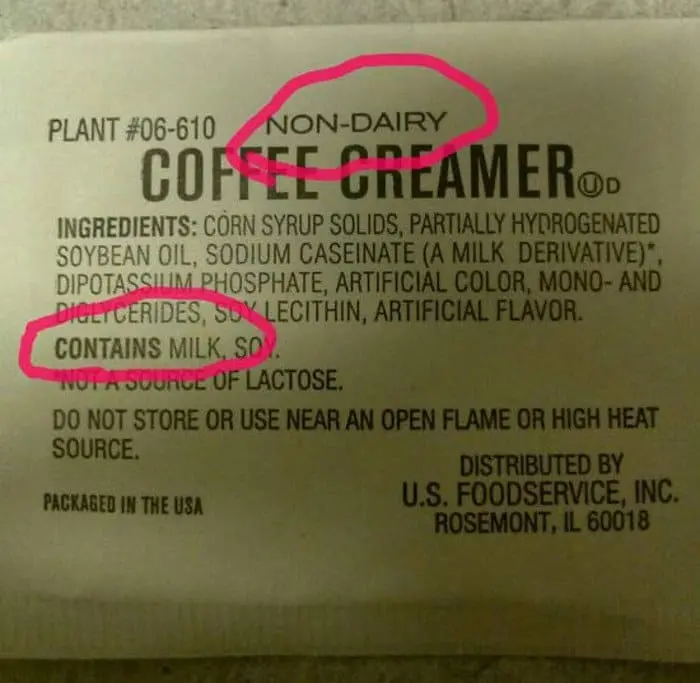 PLANT #06-610 NON-DAIRY
COFFEE CREAMER Ⓤ D
INGREDIENTS: CORN SYRUP SOLIDS, PARTIALLY HYDROGENATED
SOYBEAN OIL, SODIUM CASEINATE (A MILK DERIVATIVE)*,
DIPOTASSIUM PHOSPHATE, ARTIFICIAL COLOR, MONO- AND
DIGLYCERIDES, SOY LECITHIN, ARTIFICIAL FLAVOR.
CONTAINS MILK, SOY.
*NOT A SOURCE OF LACTOSE.
DO NOT STORE OR USE NEAR AN OPEN FLAME OR HIGH HEAT
SOURCE.
PACKAGED IN THE USA
DISTRIBUTED BY
U.S. FOODSERVICE, INC.
ROSEMONT, IL 60018